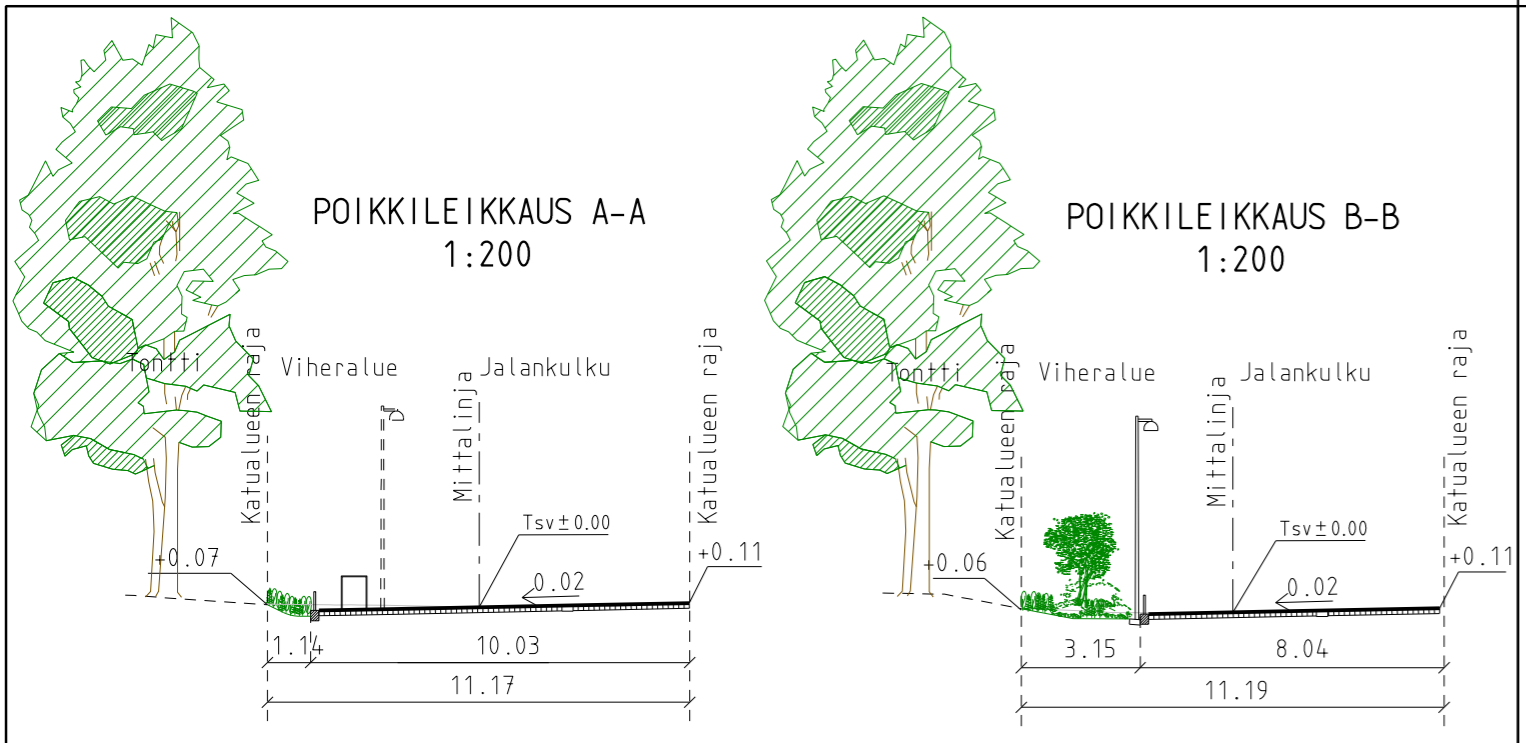 POIKKILEIKKAUS A-A
1:200
Tontti
Katualueen raja
Viheralue
Mittalinja
Jalankulku
Katualueen raja
Tsv±0.00
+0.07
0.02
+0.11
1.14
10.03
11.17
POIKKILEIKKAUS B-B
1:200
Tontti
Katualueen raja
Viheralue
Mittalinja
Jalankulku
Katualueen raja
Tsv±0.00
+0.06
0.02
+0.11
3.15
8.04
11.19